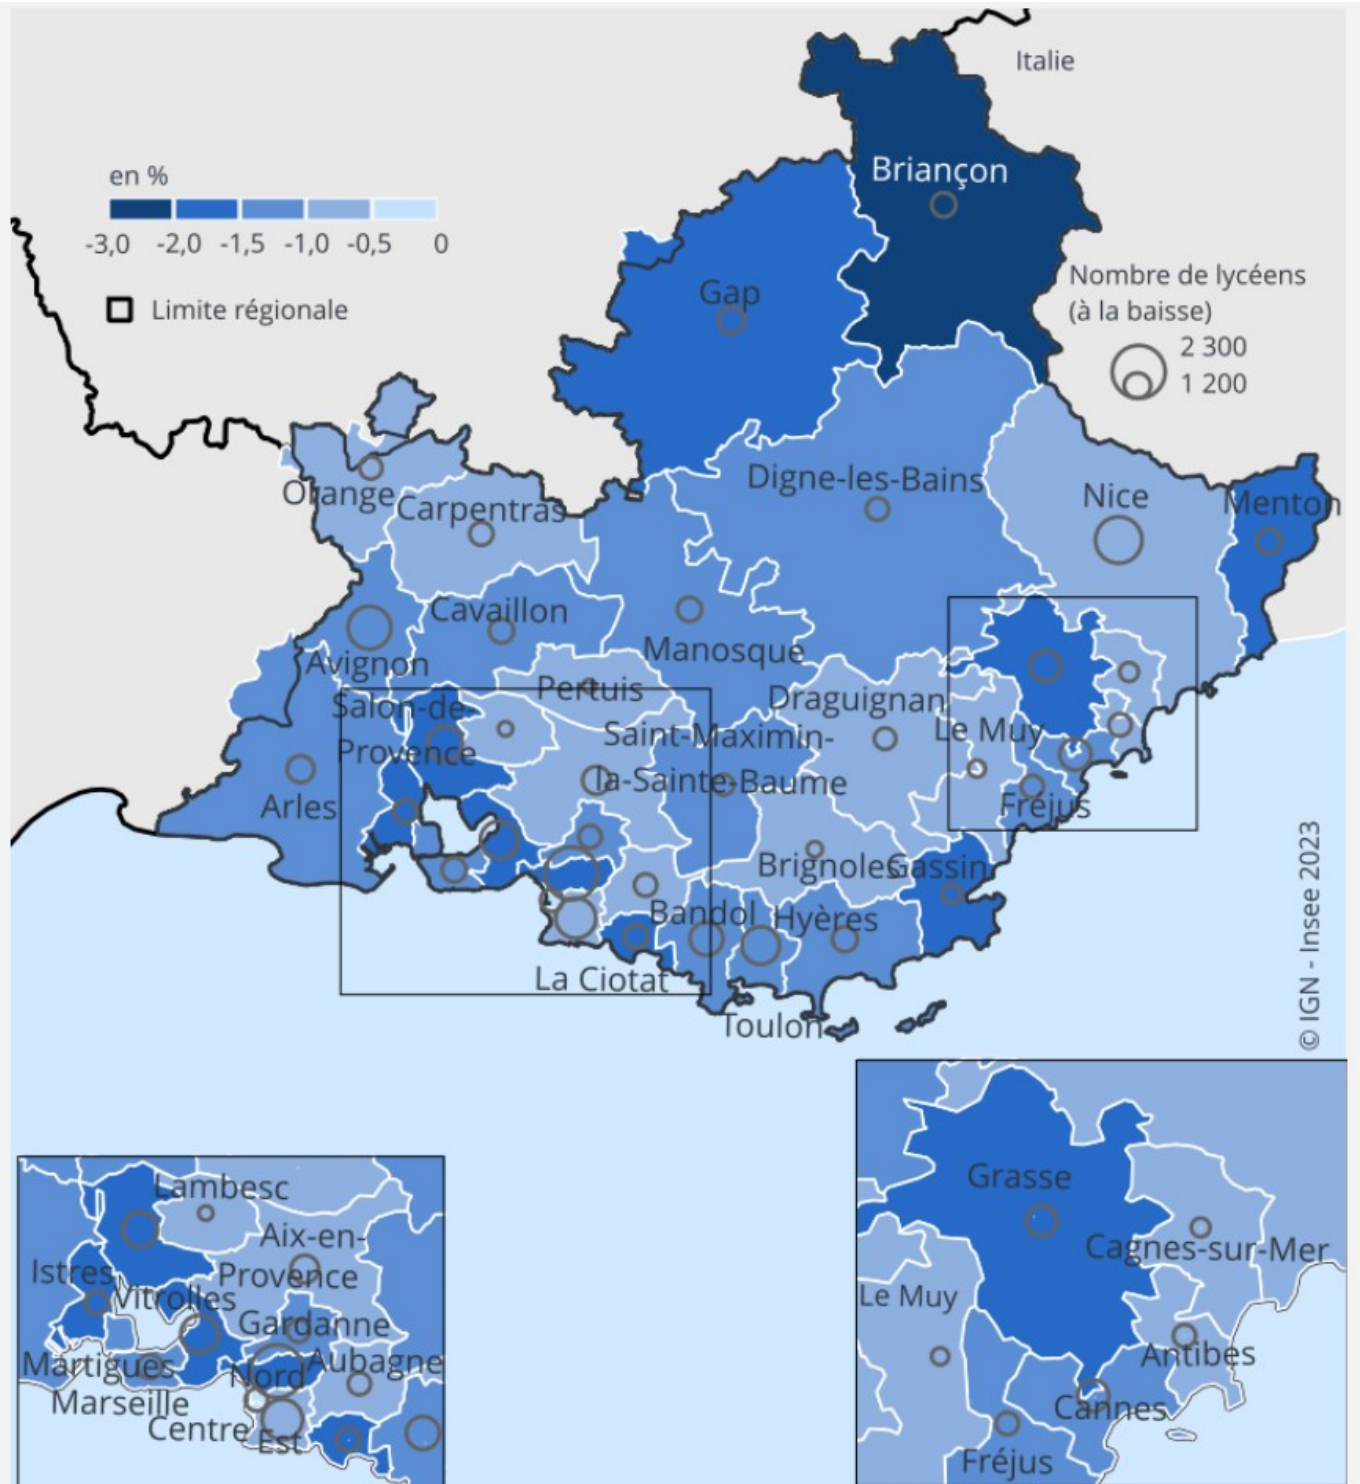 Italie
en %
-3,0 -2,0 -1,5 -1,0 -0,5 0
Limite régionale
Briançon
Nombre de lycéens
(à la baisse)
2 300
1 200
Gap
Digne-les-Bains
Orange
Carpentras
Nice
Menton
Cavaillon
Manosque
Avignon
Pertuis
Draguignan
Salon-de-
Provence
Saint-Maximin-
la-Sainte-Baume
Le Muy
Fréjus
Arles
Brignoles
Gassin
Bandol
Hyères
La Ciotat
Toulon
© IGN - Insee 2023
Lambesc
Aix-en-
Provence
Istres
Vitrolles
Gardanne
Martigues
Nord
Aubagne
Marseille
Centre
Est
Grasse
Cagnes-sur-Mer
Le Muy
Antibes
Cannes
Fréjus